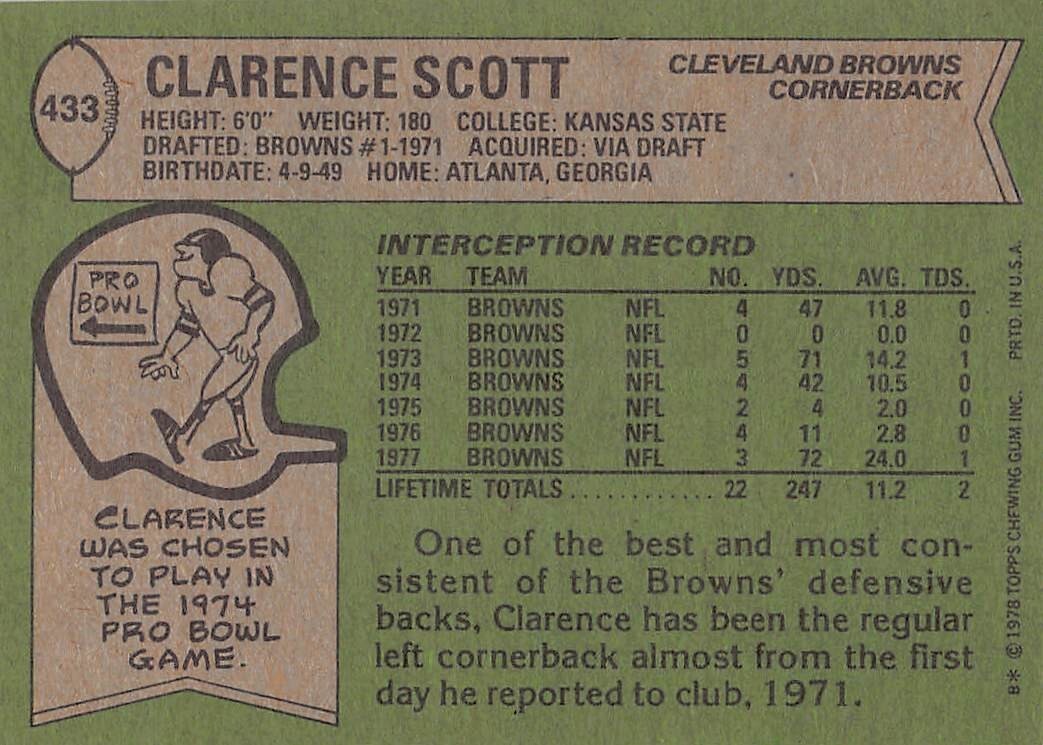 433
CLARENCE SCOTT
CLEVELAND BROWNS
CORNERBACK
HEIGHT: 6'0" WEIGHT: 180 COLLEGE: KANSAS STATE
DRAFTED: BROWNS #1-1971 ACQUIRED: VIA DRAFT
BIRTHDATE: 4-9-49 HOME: ATLANTA, GEORGIA
PRO
BOWL
CLARENCE
WAS CHOSEN
TO PLAY IN
THE 1974
PRO BOWL
GAME.
INTERCEPTION RECORD
YEAR TEAM NO. YDS. AVG. TDS.
1971 BROWNS NFL 4 47 11.8 0
1972 BROWNS NFL 0 0 0.0 0
1973 BROWNS NFL 5 71 14.2 1
1974 BROWNS NFL 4 42 10.5 0
1975 BROWNS NFL 2 4 2.0 0
1976 BROWNS NFL 4 11 2.8 0
1977 BROWNS NFL 3 72 24.0 1
LIFETIME TOTALS............ 22 247 11.2 2
One of the best and most con-
sistent of the Browns' defensive
backs, Clarence has been the regular
left cornerback almost from the first
day he reported to club, 1971.
B* © 1978 TOPPS CHEWING GUM INC. PRTD. IN U.S.A.